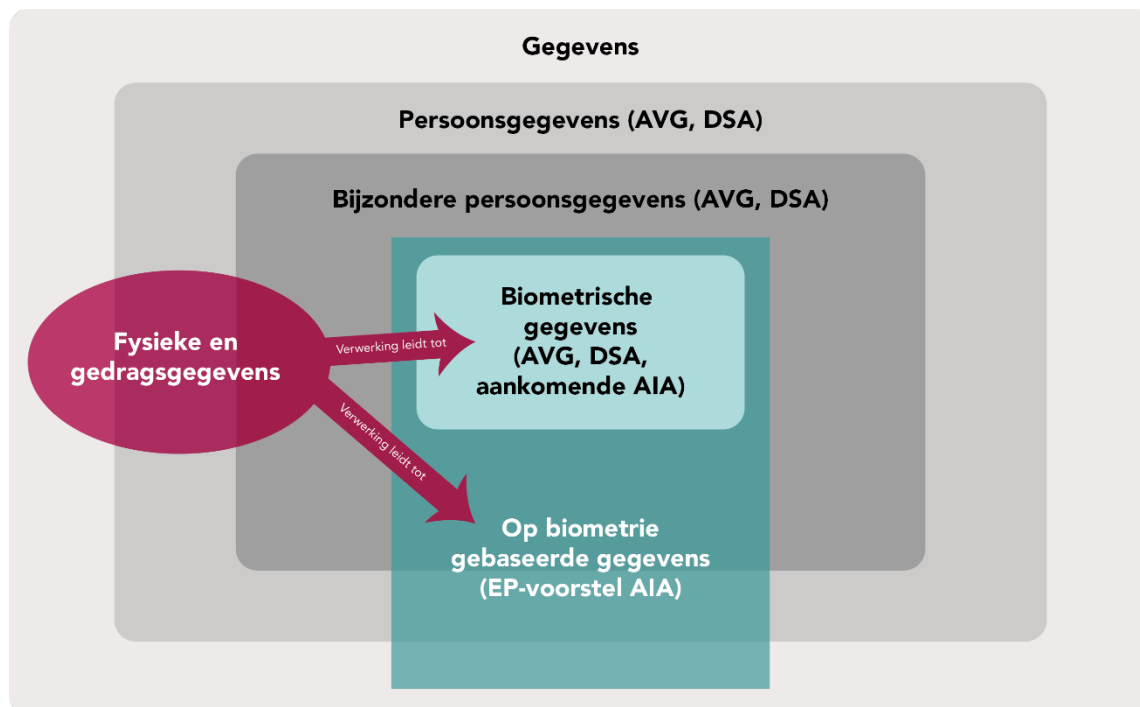 Gegevens
Persoonsgegevens (AVG, DSA)
Bijzondere persoonsgegevens (AVG, DSA)
Biometrische
gegevens
(AVG, DSA,
aankomende AIA)
Fysieke en
gedragsgegevens
Verwerking leidt tot
Verwerking leidt tot
Op biometrie
gebaseerde gegevens
(EP-voorstel AIA)